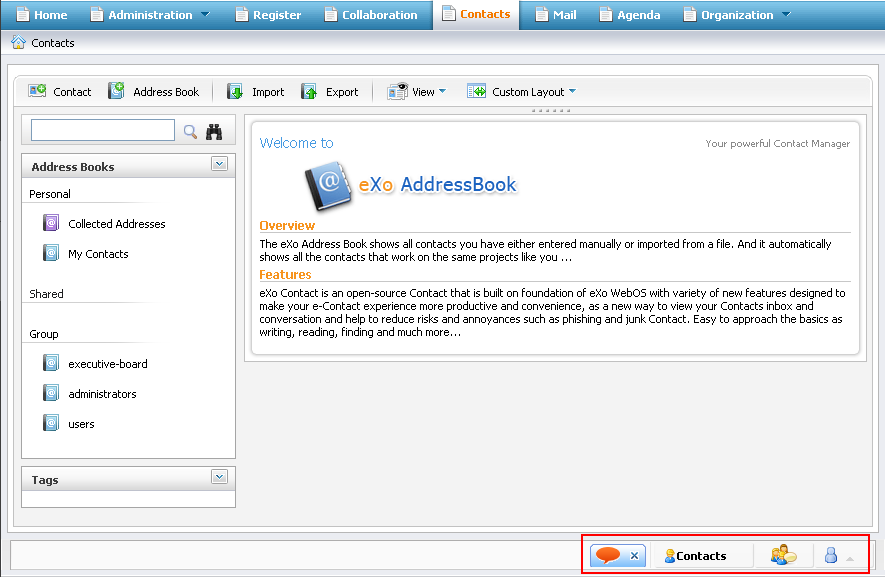 Home Administration Register Collaboration Contacts Mail Agenda Organization
Contacts
Contact Address Book Import Export View Custom Layout
Address Books
Personal
Collected Addresses
My Contacts
Shared
Group
executive-board
administrators
users
Tags
Welcome to
Your powerful Contact Manager
eXo AddressBook
Overview
The eXo Address Book shows all contacts you have either entered manually or imported from a file. And it automatically
shows all the contacts that work on the same projects like you ...
Features
eXo Contact is an open-source Contact that is built on foundation of eXo WebOS with variety of new features designed to
make your e-Contact experience more productive and convenience, as a new way to view your Contacts inbox and
conversation and help to reduce risks and annoyances such as phishing and junk Contact. Easy to approach the basics as
writing, reading, finding and much more...
Contacts